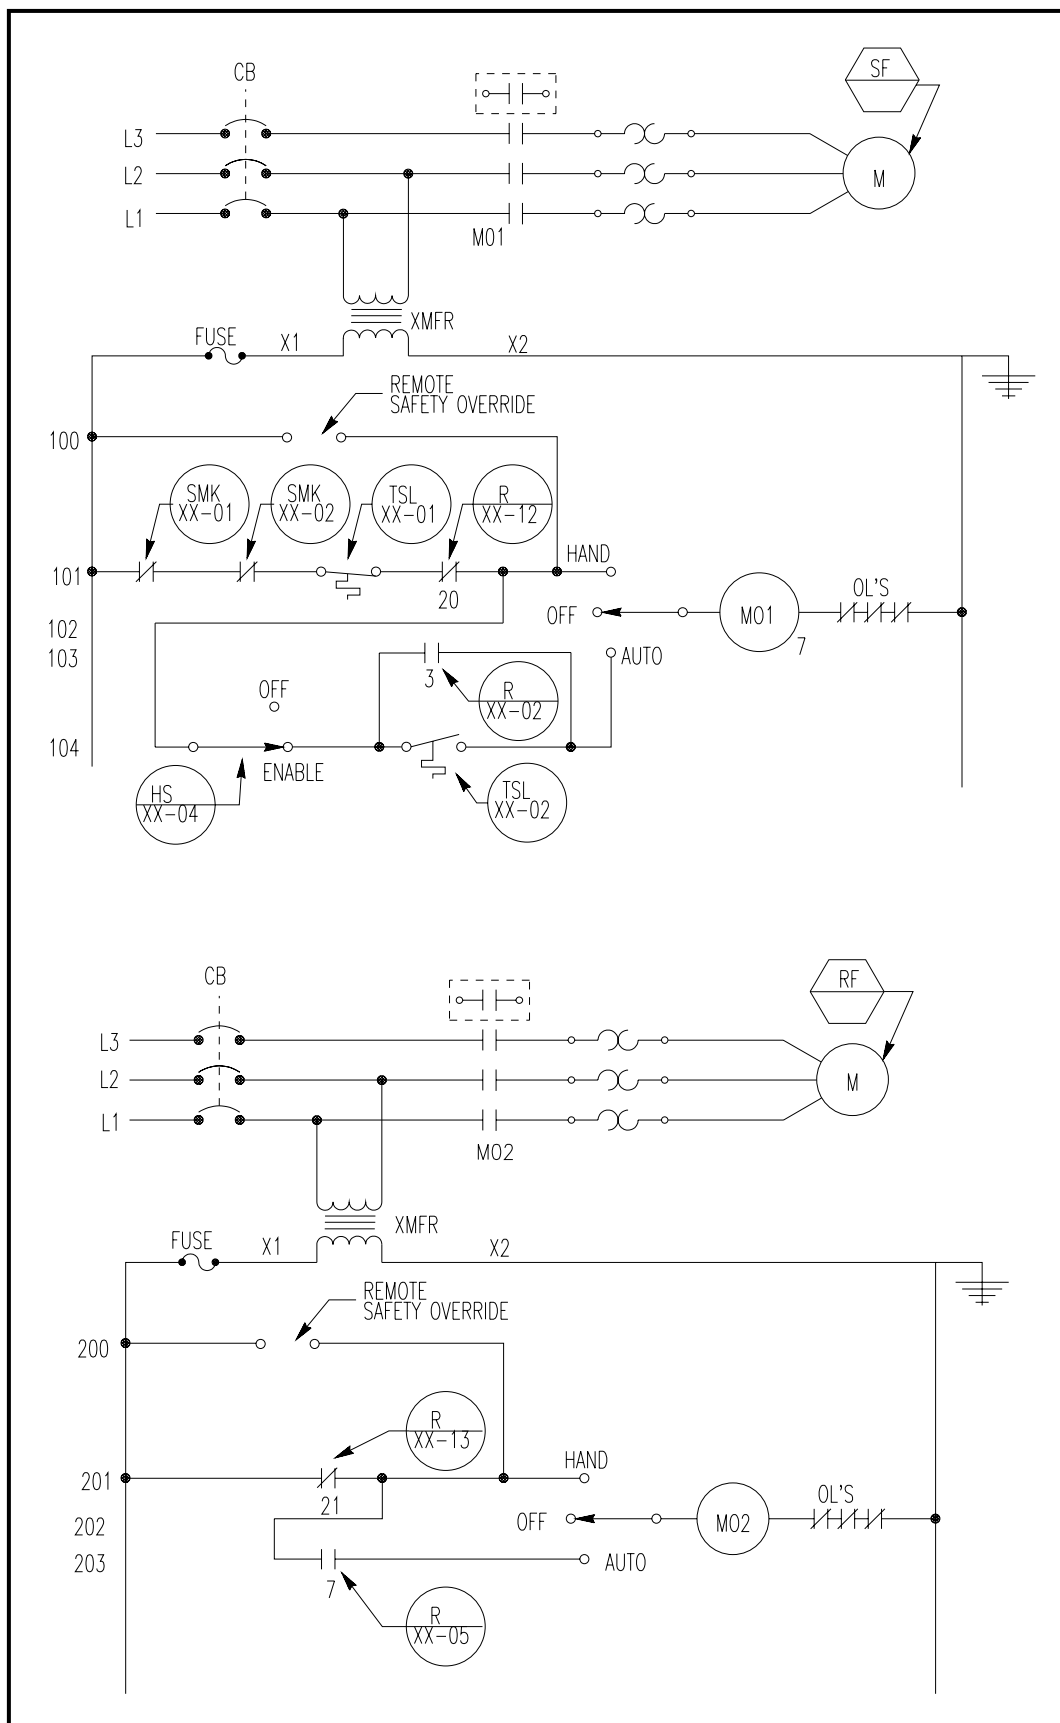 CB
SF
L3
L2
L1
M
M01
XMFR
FUSE
X1
X2
REMOTE
SAFETY OVERRIDE
100
SMK
XX-01
SMK
XX-02
TSL
XX-01
R
XX-12
HAND
101
20
OFF
M01
7
OL'S
102
103
AUTO
3
R
XX-02
OFF
104
ENABLE
HS
XX-04
TSL
XX-02
CB
RF
L3
L2
L1
M
M02
XMFR
FUSE
X1
X2
REMOTE
SAFETY OVERRIDE
200
R
XX-13
HAND
201
21
OFF
M02
OL'S
202
203
AUTO
7
R
XX-05